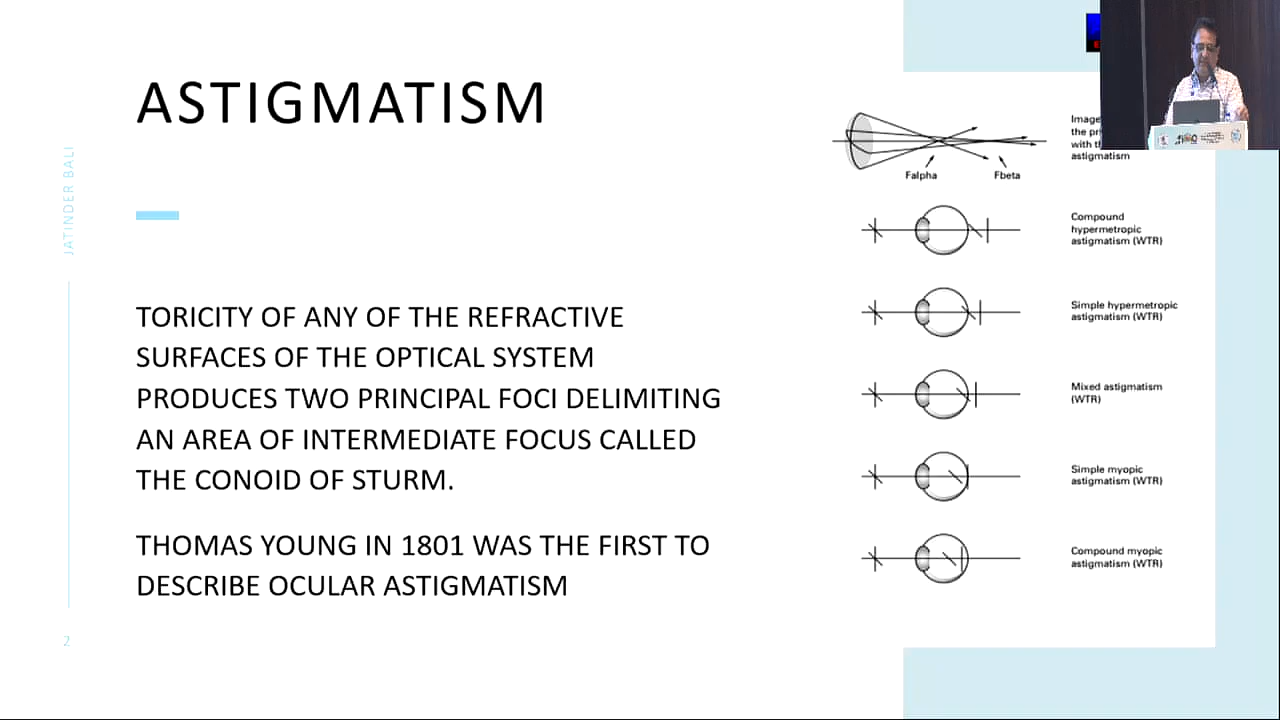 ASTIGMATISM
JATINDER BALI
TORICITY OF ANY OF THE REFRACTIVE
SURFACES OF THE OPTICAL SYSTEM
PRODUCES TWO PRINCIPAL FOCI DELIMITING
AN AREA OF INTERMEDIATE FOCUS CALLED
THE CONOID OF STURM.
THOMAS YOUNG IN 1801 WAS THE FIRST TO
DESCRIBE OCULAR ASTIGMATISM
2
astigmatism
Falpha
Fbeta
Compound
hypermetropic
astigmatism (WTR)
Simple hypermetropic
astigmatism (WTR)
Mixed astigmatism
(WTR)
Simple myopic
astigmatism (WTR)
Compound myopic
astigmatism (WTR)